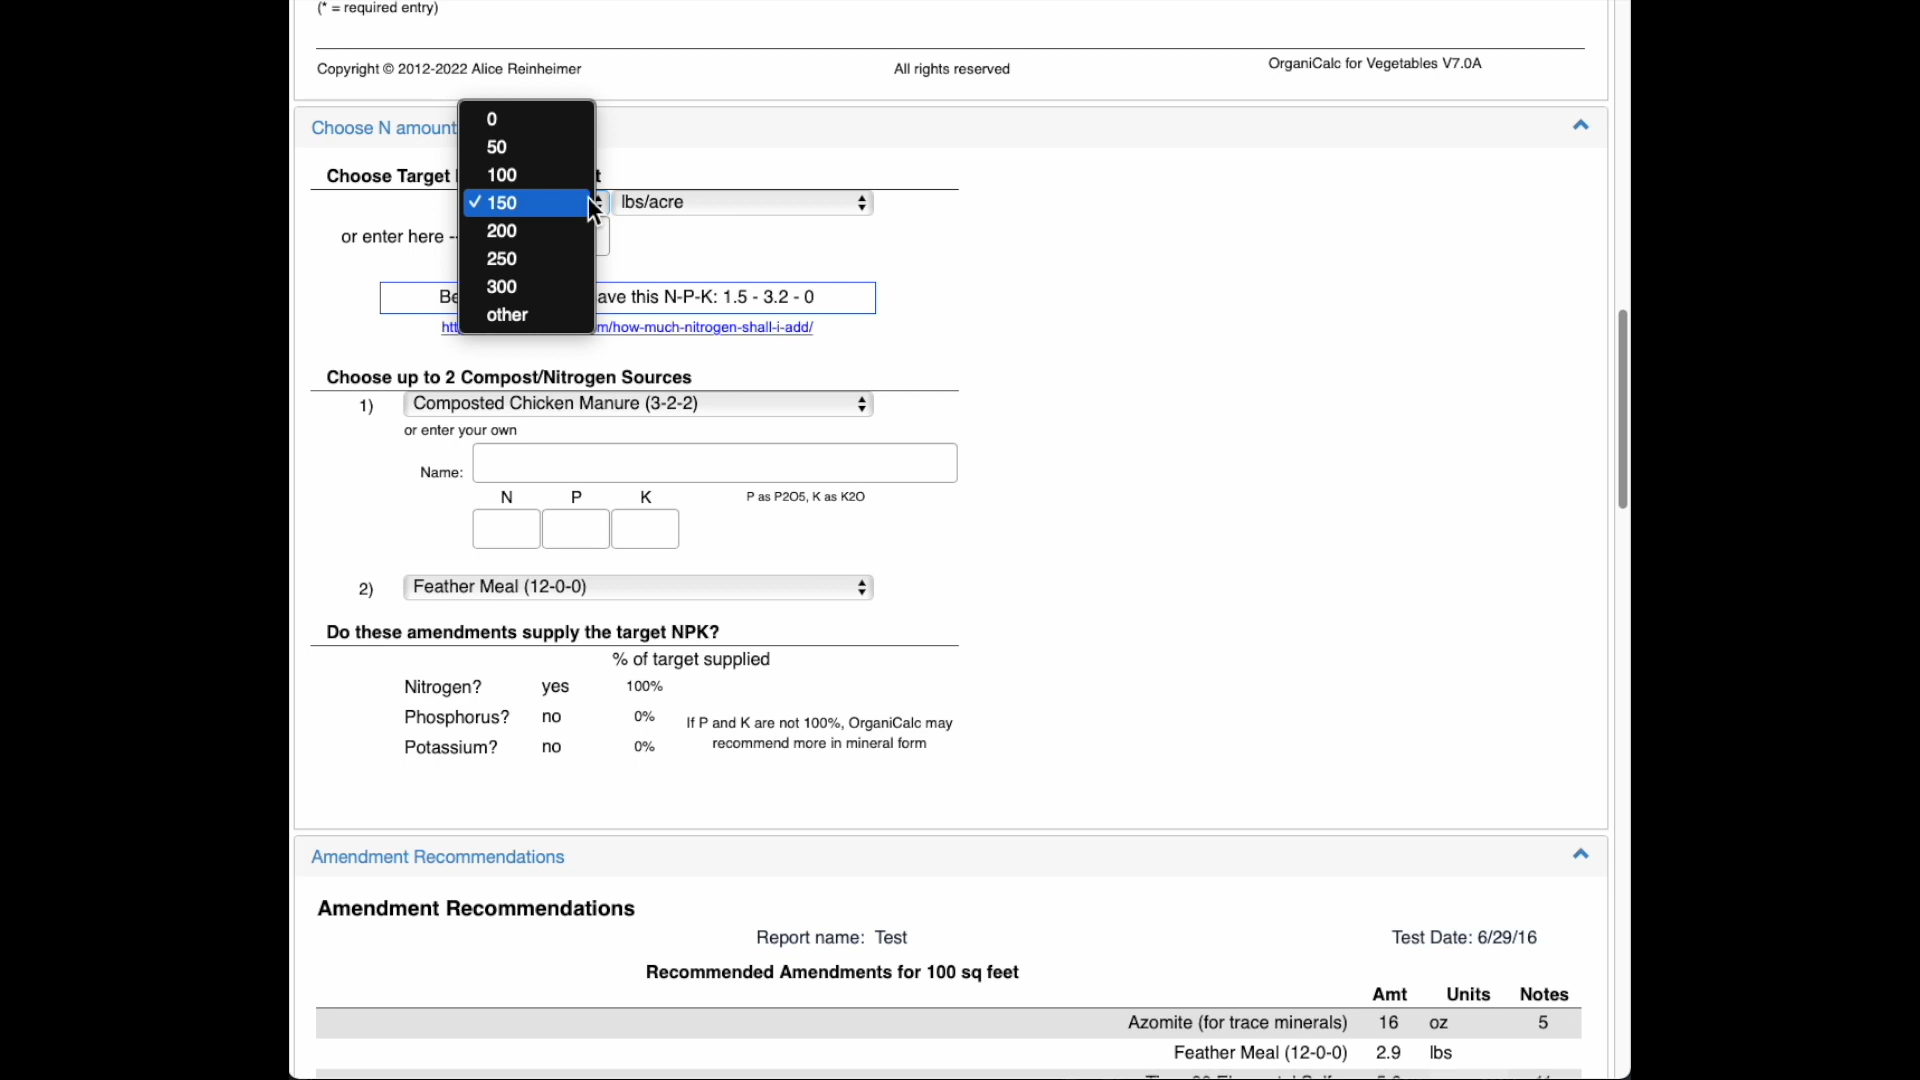 (* = required entry)
Copyright © 2012-2022 Alice Reinheimer
All rights reserved
OrganiCalc for Vegetables V7.0A
Choose N amount
0
50
100
✓ 150
200
250
300
other
Choose Target
lbs/acre
or enter here
ave this N-P-K: 1.5 - 3.2 - 0
m/how-much-nitrogen-shall-i-add/
Choose up to 2 Compost/Nitrogen Sources
1) Composted Chicken Manure (3-2-2)
or enter your own
Name:
N P K P as P2O5, K as K2O
2) Feather Meal (12-0-0)
Do these amendments supply the target NPK?
% of target supplied
Nitrogen? yes 100%
Phosphorus? no 0%
Potassium? no 0%
If P and K are not 100%, OrganiCalc may
recommend more in mineral form
Amendment Recommendations
Amendment Recommendations
Report name: Test
Test Date: 6/29/16
Recommended Amendments for 100 sq feet
Amt Units Notes
Azomite (for trace minerals) 16 oz 5
Feather Meal (12-0-0) 2.9 lbs